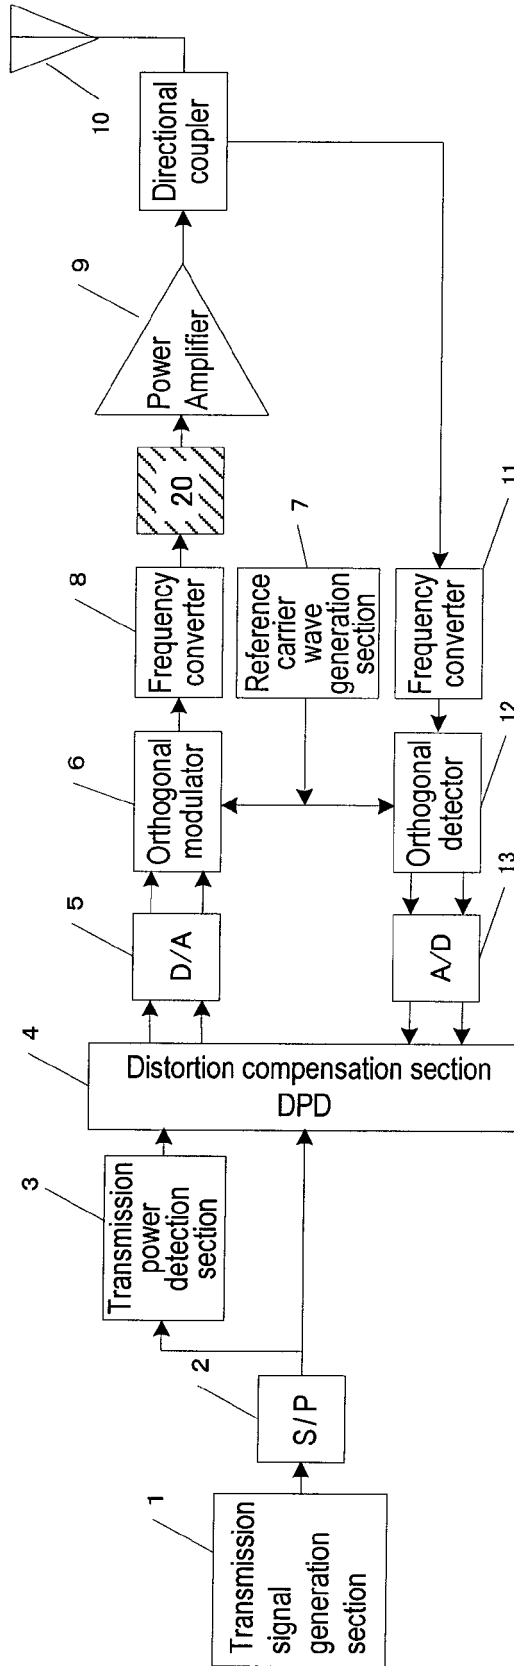 1
Transmission
signal
generation
section
2
S/P
3
Transmission
power
detection
section
4
Distortion compensation section
DPD
5
D/A
6
Orthogonal
modulator
7
Reference
carrier
wave
generation
section
8
Frequency
converter
20
9
Power
Amplifier
Directional
coupler
10
11
Frequency
converter
12
Orthogonal
detector
13
A/D